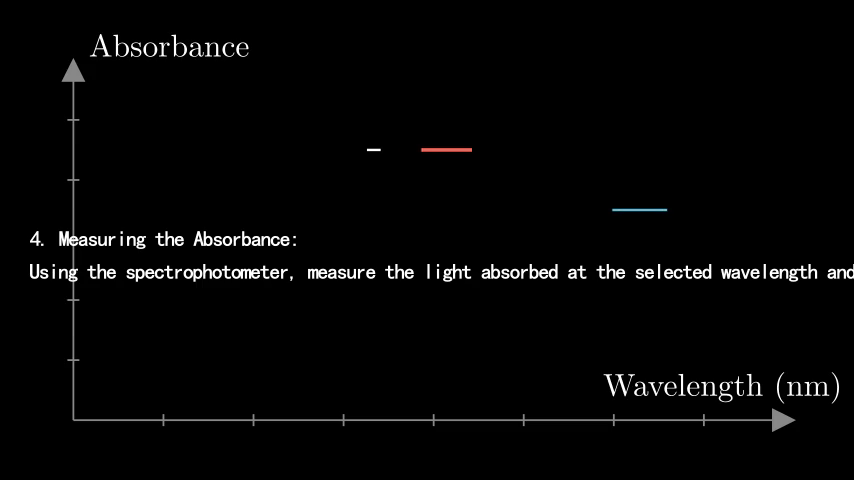 Absorbance
4. Measuring the Absorbance:
Using the spectrophotometer, measure the light absorbed at the selected wavelength and
Wavelength (nm)